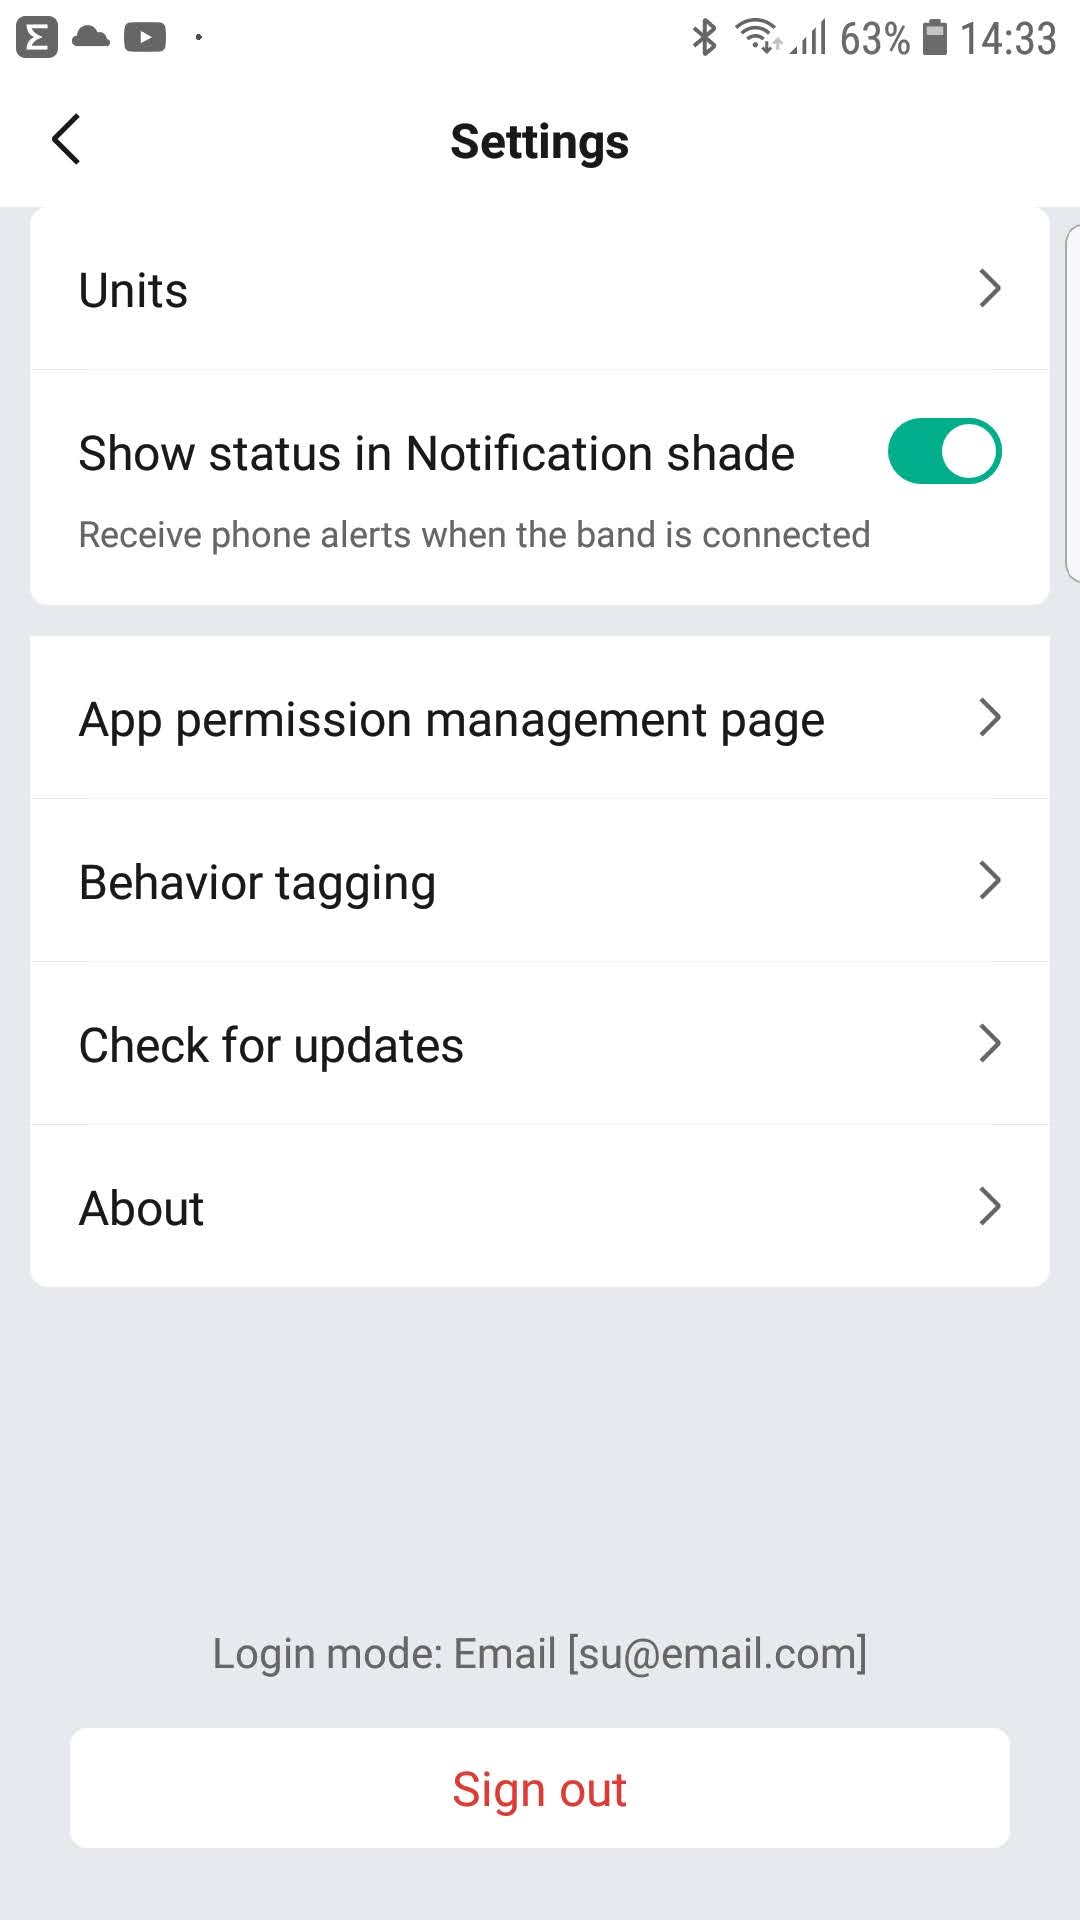 63% 14:33
Settings
Units
Show status in Notification shade
Receive phone alerts when the band is connected
App permission management page
Behavior tagging
Check for updates
About
Login mode: Email [su@email.com]
Sign out